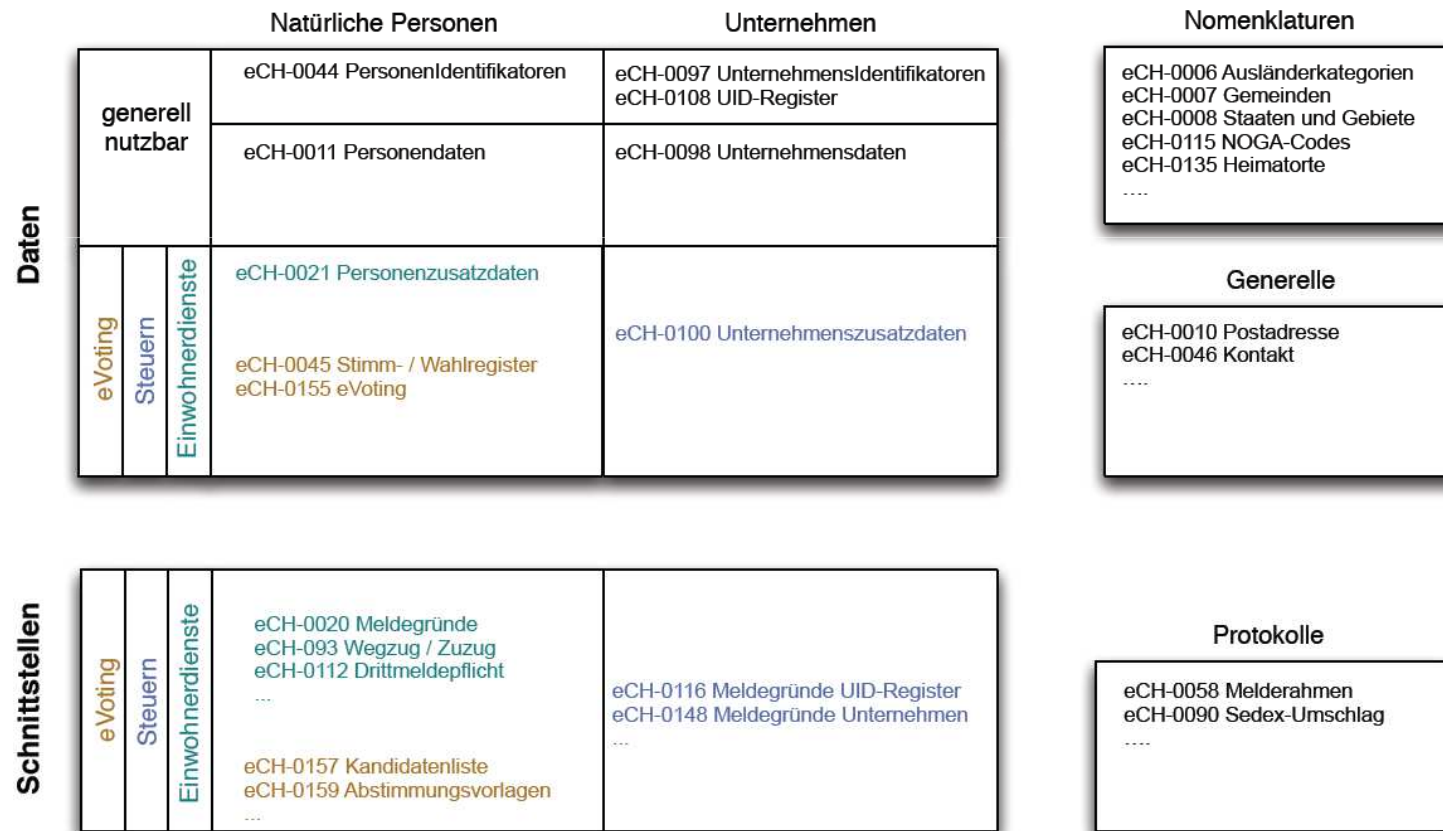 Natürliche Personen
Unternehmen
Nomenklaturen
Daten
generell
nutzbar
eCH-0044 PersonenIdentifikatoren
eCH-0097 UnternehmensIdentifikatoren
eCH-0108 UID-Register
eCH-0011 Personendaten
eCH-0098 Unternehmensdaten
eCH-0006 Ausländerkategorien
eCH-0007 Gemeinden
eCH-0008 Staaten und Gebiete
eCH-0115 NOGA-Codes
eCH-0135 Heimatorte
....
eVoting
Steuern
Einwohnerdienste
eCH-0021 Personenzusatzdaten
eCH-0045 Stimm- / Wahlregister
eCH-0155 eVoting
eCH-0100 Unternehmenszusatzdaten
Generelle
eCH-0010 Postadresse
eCH-0046 Kontakt
....
Schnittstellen
eVoting
Steuern
Einwohnerdienste
eCH-0020 Meldegründe
eCH-093 Wegzug / Zuzug
eCH-0112 Drittmeldepflicht
...
eCH-0157 Kandidatenliste
eCH-0159 Abstimmungsvorlagen
...
eCH-0116 Meldegründe UID-Register
eCH-0148 Meldegründe Unternehmen
...
Protokolle
eCH-0058 Melderahmen
eCH-0090 Sedex-Umschlag
....